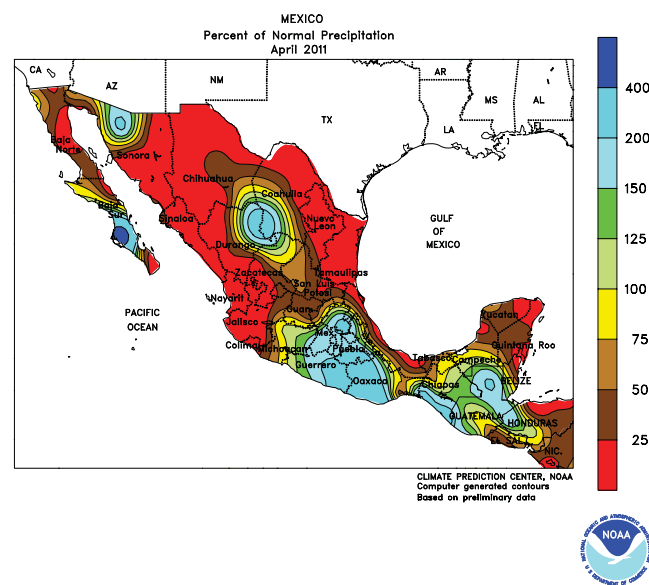 MEXICO
Percent of Normal Precipitation
April 2011
CA
AZ
NM
AR
TX
MS
AL
LA
FL
Baja
Norte
Sonora
Chihuahua
Coahuila
Baja
Sur
Sinaloa
Nuevo
Leon
Durango
GULF
OF
MEXICO
Zacatecas
Tamaulipas
San Luis
Potosi
Nayarit
Guan
PACIFIC
OCEAN
Yucatan
Jalisco
Colima
Michoacan
Mex
Puebla
Quintana Roo
Tabasco
Campeche
Guerrero
Oaxaca
Chiapas
BELIZE
GUATEMALA
HONDURAS
EL SAL
NIC.
400
200
150
125
100
75
50
25
CLIMATE PREDICTION CENTER, NOAA
Computer generated contours
Based on preliminary data
NOAA